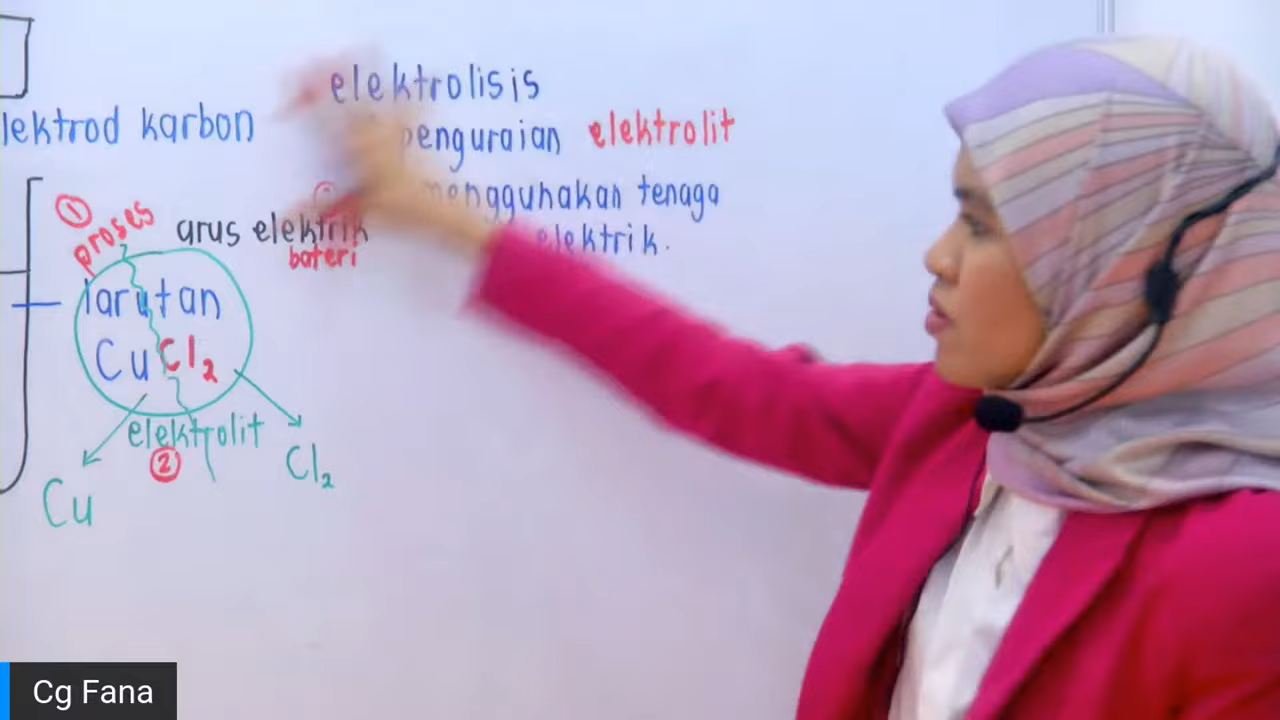 elektrolisis
lektrod karbon
penguraian elektrolit
① proses
menggunakan tenaga
arus elektrik
elektrik.
bateri
larutan
CuCl₂
elektrolit
②
Cl₂
Cu
Cg Fana